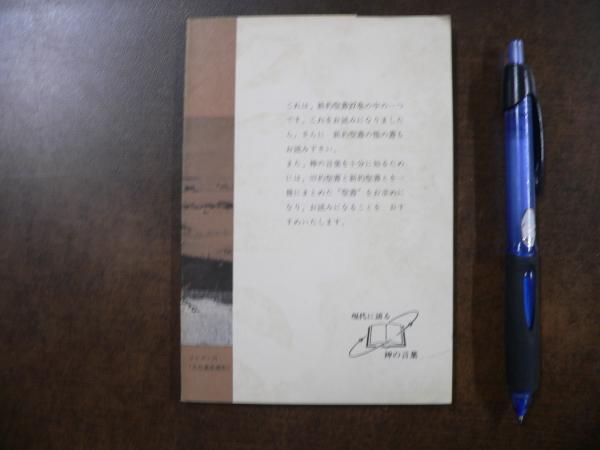 これは、新約聖書27巻の中の一つ
です。これをお読みになりました
ら、さらに　新約聖書の他の書も
お読み下さい。
また、神の言葉を十分に知るため
には、旧約聖書と新約聖書とを一
冊にまとめた“聖書”をお求めに
なり、お読みになることを　おす
すめいたします。
現代に語る
神の言葉